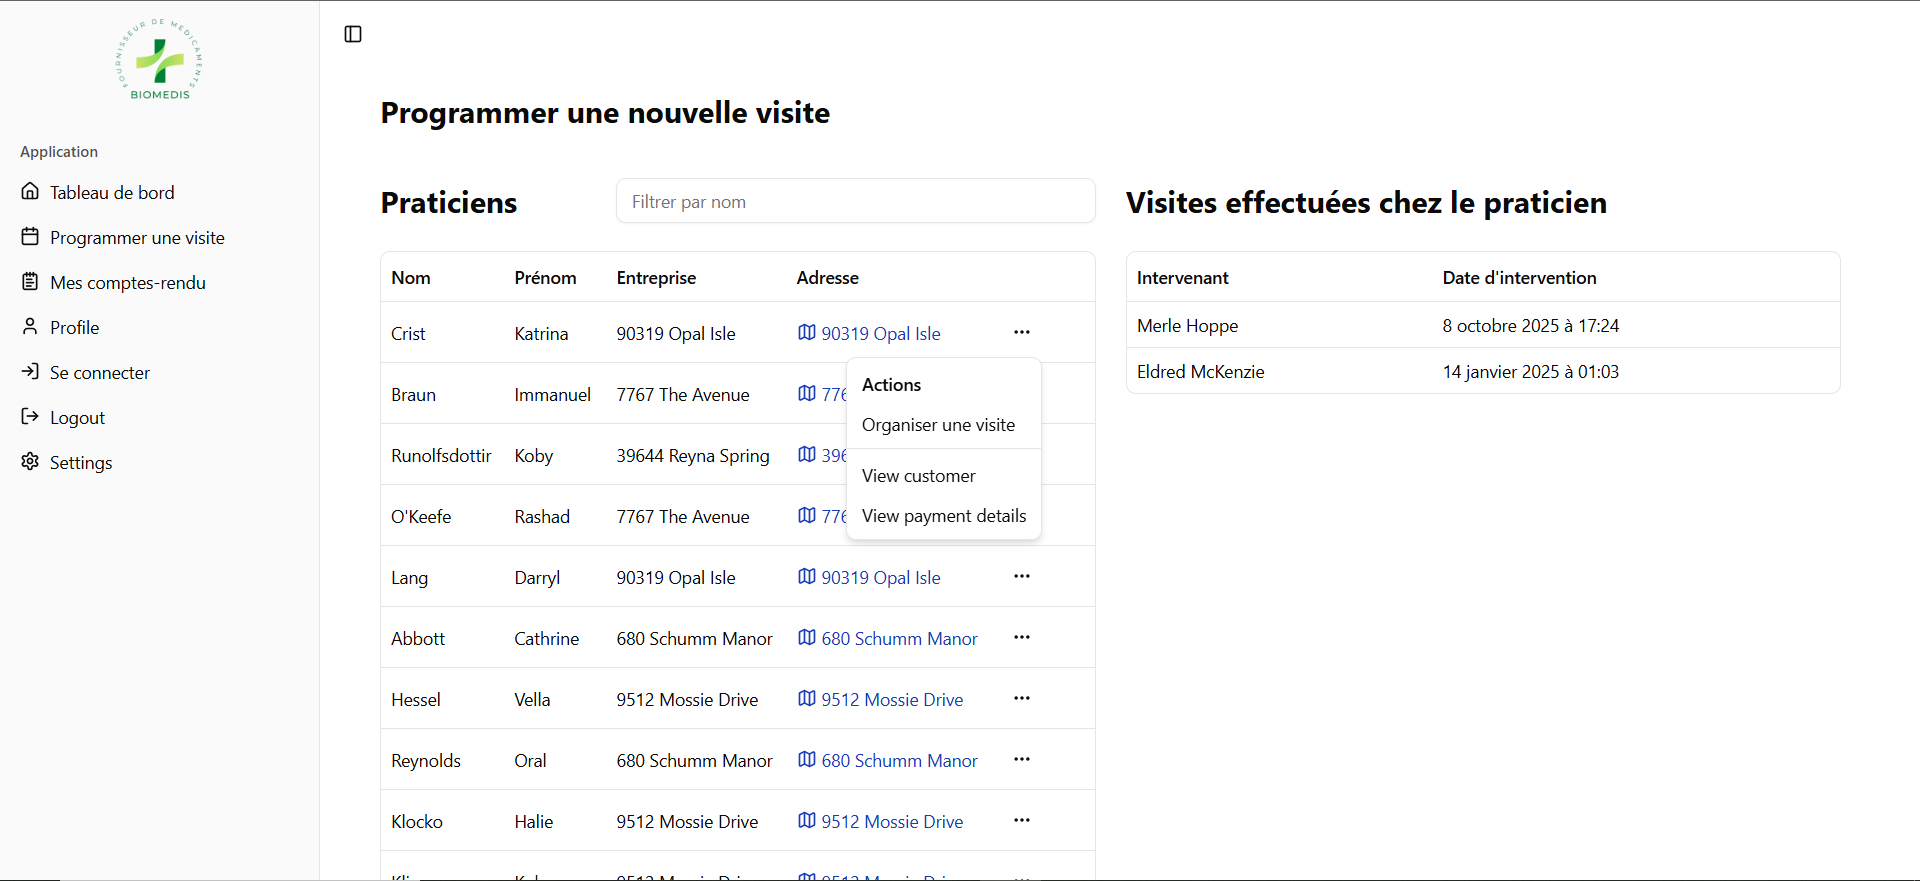 FOURNISSEUR DE MEDICAMENTS
BIOMEDIS
Application
Tableau de bord
Programmer une visite
Mes comptes-rendu
Profile
Se connecter
Logout
Settings
Programmer une nouvelle visite
Praticiens
Filtrer par nom
Nom Prénom Entreprise Adresse
Crist Katrina 90319 Opal Isle 90319 Opal Isle ...
Braun Immanuel 7767 The Avenue 776
Runolfsdottir Koby 39644 Reyna Spring 396
O'Keefe Rashad 7767 The Avenue 776
Lang Darryl 90319 Opal Isle 90319 Opal Isle ...
Abbott Cathrine 680 Schumm Manor 680 Schumm Manor ...
Hessel Vella 9512 Mossie Drive 9512 Mossie Drive ...
Reynolds Oral 680 Schumm Manor 680 Schumm Manor ...
Klocko Halie 9512 Mossie Drive 9512 Mossie Drive ...
Actions
Organiser une visite
View customer
View payment details
Visites effectuées chez le praticien
Intervenant Date d'intervention
Merle Hoppe 8 octobre 2025 à 17:24
Eldred McKenzie 14 janvier 2025 à 01:03